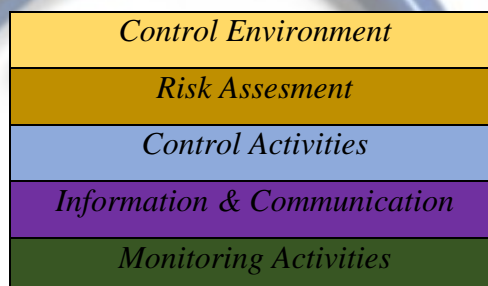 Control Environment
Risk Assesment
Control Activities
Information & Communication
Monitoring Activities